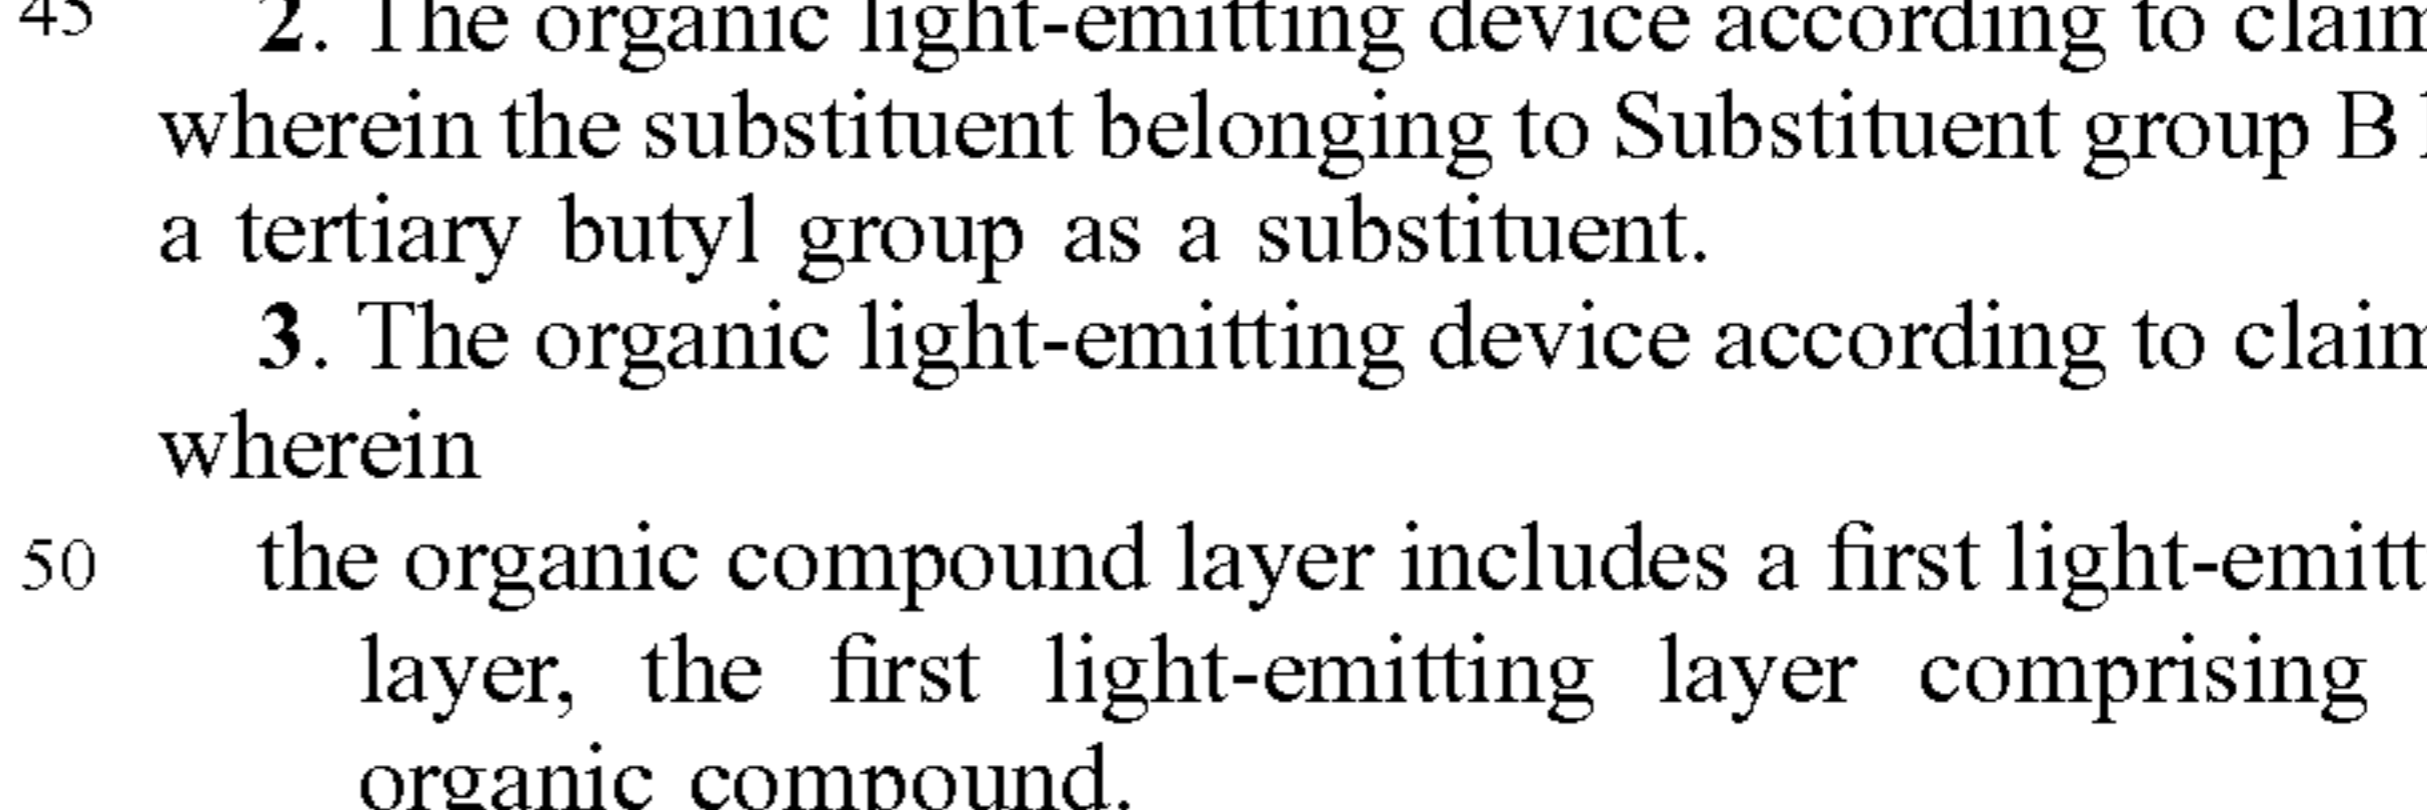 45 2. The organic light-emitting device according to claim
wherein the substituent belonging to Substituent group B
a tertiary butyl group as a substituent.
3. The organic light-emitting device according to claim
wherein
50 the organic compound layer includes a first light-emitt
layer, the first light-emitting layer comprising
organic compound.